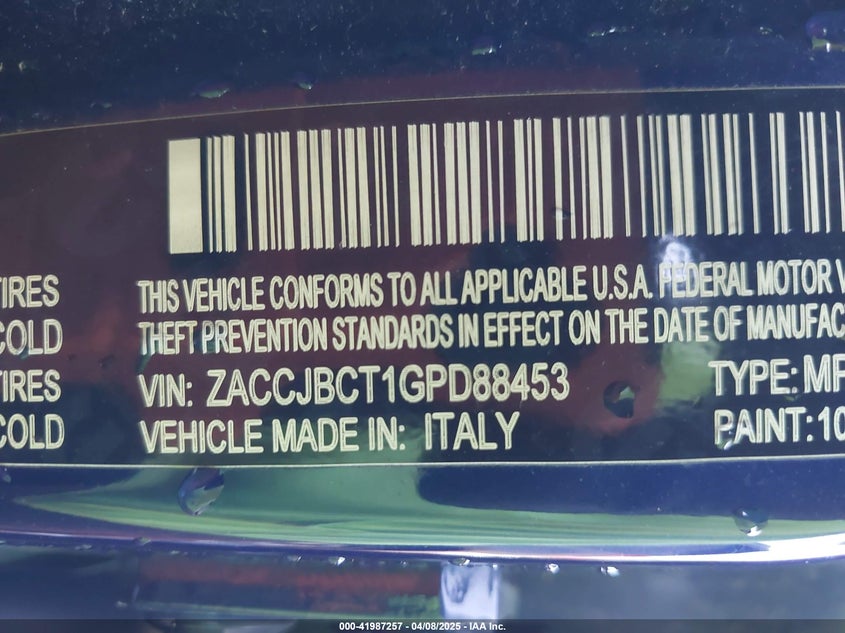 TIRES
COLD
TIRES
COLD
THIS VEHICLE CONFORMS TO ALL APPLICABLE U.S.A. FEDERAL MOTOR V
THEFT PREVENTION STANDARDS IN EFFECT ON THE DATE OF MANUFAC
VIN: ZACCJBCT1GPD88453 TYPE: MP
VEHICLE MADE IN: ITALY PAINT: 10
000-41987257 - 04/08/2025 - IAA Inc.